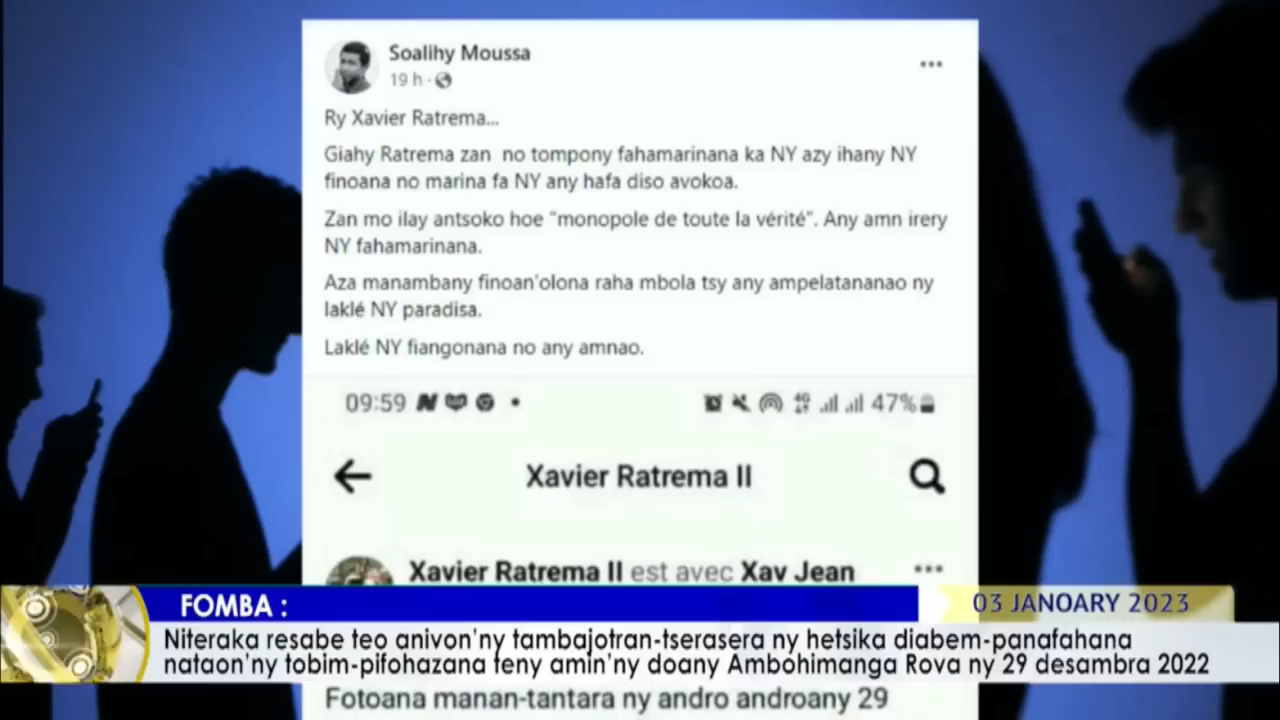 Soalihy Moussa
19 h ·
Ry Xavier Ratrema...
Giahy Ratrema zan no tompony fahamarinana ka NY azy ihany NY
finoana no marina fa NY any hafa diso avokoa.
Zan mo ilay antsoko hoe "monopole de toute la vérité". Any amn irery
NY fahamarinana.
Aza manambany finoan'olona raha mbola tsy any ampelatananao ny
laklé NY paradisa.
Laklé NY fiangonana no any amnao.
09:59 47%
Xavier Ratrema II
Xavier Ratrema II est avec Xav Jean
FOMBA :
03 JANOARY 2023
Niteraka resabe teo anivon'ny tambajotran-tserasera ny hetsika diabem-panafahana
nataon'ny tobim-pifohazana teny amin'ny doany Ambohimanga Rova ny 29 desambra 2022
Fotoana manan-tantara ny andro androany 29